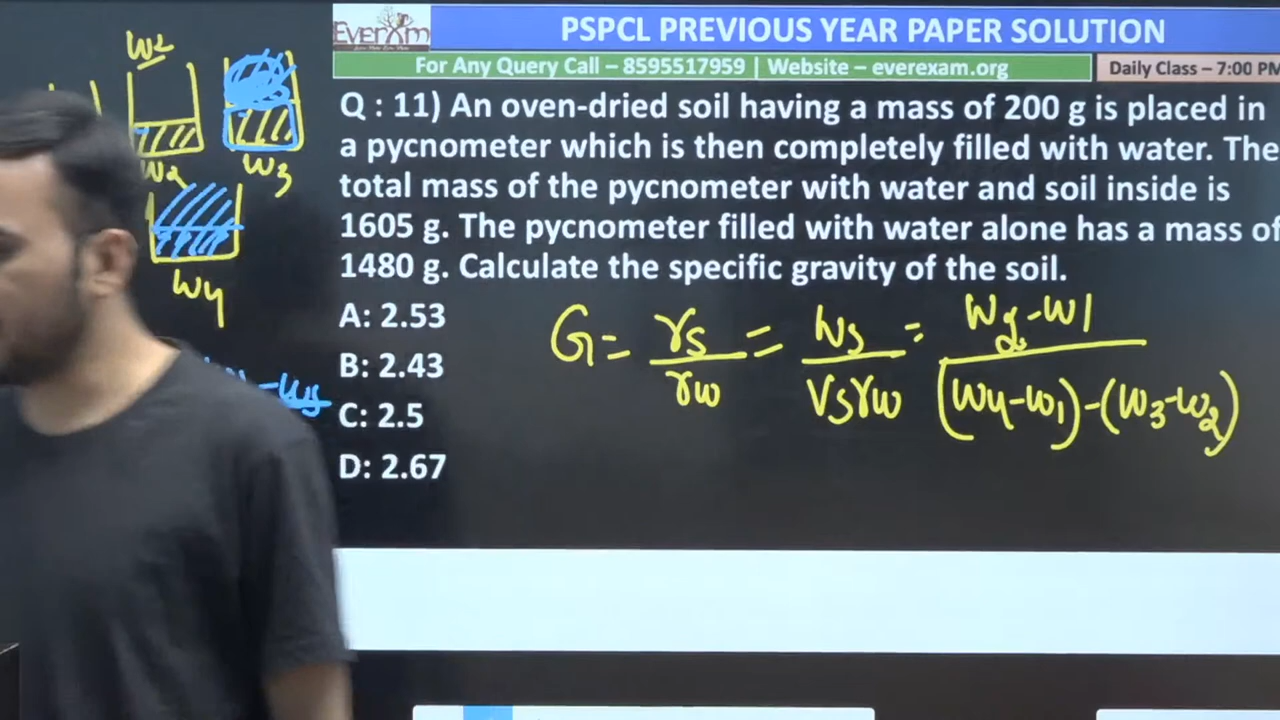 EVEREXAM
PSPCL PREVIOUS YEAR PAPER SOLUTION
For Any Query Call – 8595517959 | Website – everexam.org
Daily Class – 7:00 PM
Q : 11) An oven-dried soil having a mass of 200 g is placed in
a pycnometer which is then completely filled with water. The
total mass of the pycnometer with water and soil inside is
1605 g. The pycnometer filled with water alone has a mass of
1480 g. Calculate the specific gravity of the soil.
A: 2.53
B: 2.43
C: 2.5
D: 2.67
W2
W2
W3
W4
G = γs/γw = Ws/Vsγw = W2-W1/(W4-W1)-(W3-W2)